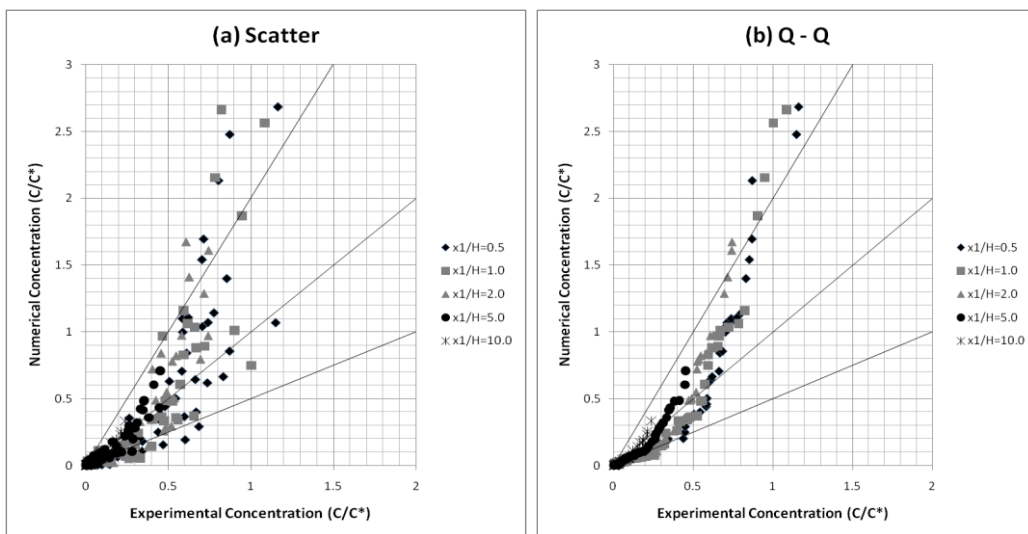 (a) Scatter
Numerical Concentration (C/C*)
3
2.5
2
1.5
1
0.5
0
0
0.5
1
1.5
2
Experimental Concentration (C/C*)
x1/H=0.5
x1/H=1.0
x1/H=2.0
x1/H=5.0
x1/H=10.0
(b) Q - Q
Numerical Concentration (C/C*)
3
2.5
2
1.5
1
0.5
0
0
0.5
1
1.5
2
Experimental Concentration (C/C*)
x1/H=0.5
x1/H=1.0
x1/H=2.0
x1/H=5.0
x1/H=10.0